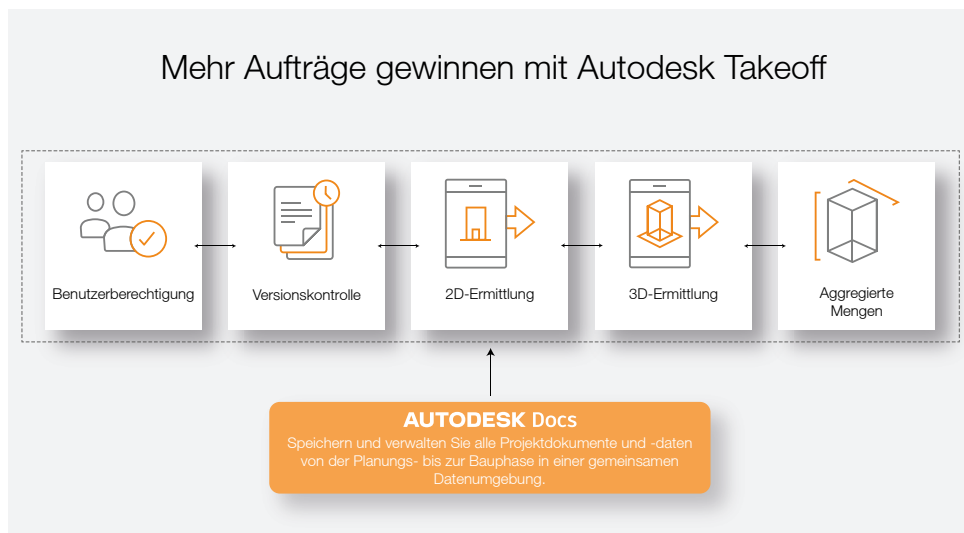 Mehr Aufträge gewinnen mit Autodesk Takeoff
Benutzerberechtigung
Versionskontrolle
2D-Ermittlung
3D-Ermittlung
Aggregierte
Mengen
AUTODESK Docs
Speichern und verwalten Sie alle Projektdokumente und -daten
von der Planungs- bis zur Bauphase in einer gemeinsamen
Datenumgebung.